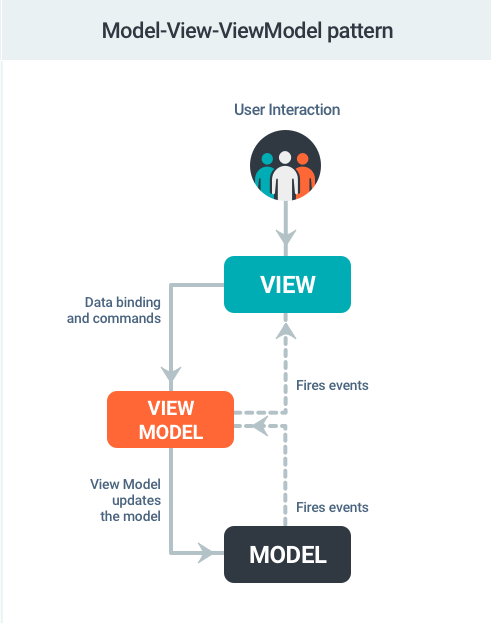 Model-View-ViewModel pattern
User Interaction
VIEW
Data binding
and commands
Fires events
VIEW
MODEL
View Model
updates
the model
Fires events
MODEL